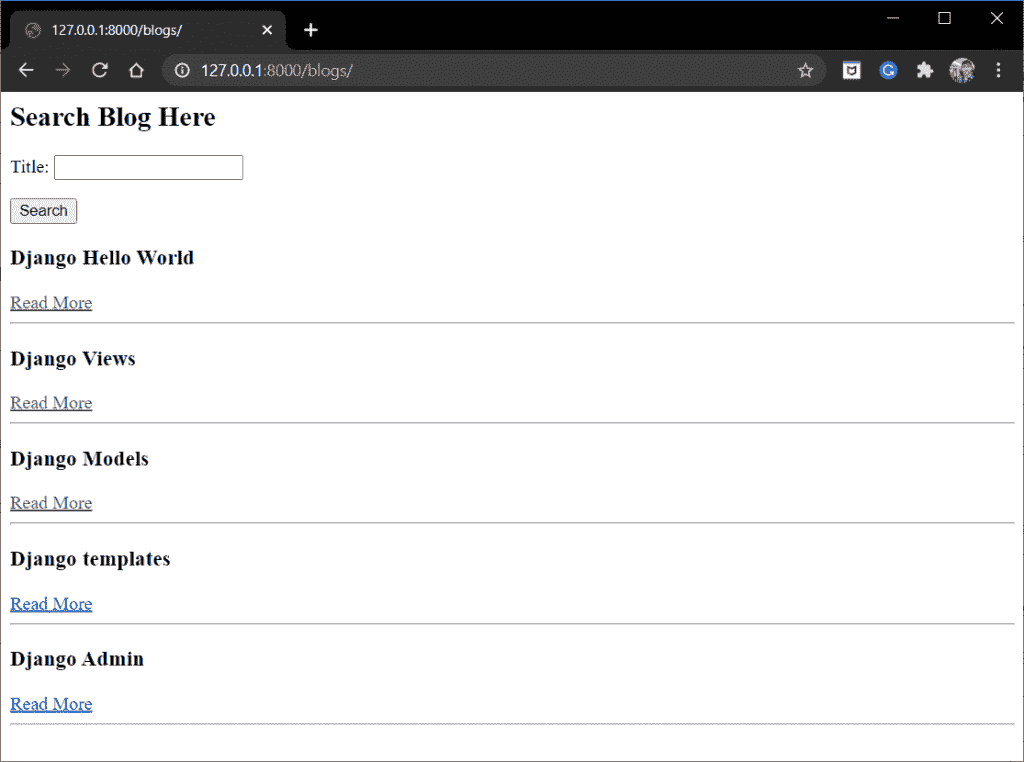 127.0.0.1:8000/blogs/
127.0.0.1:8000/blogs/
Search Blog Here
Title:
Search
Django Hello World
Read More
Django Views
Read More
Django Models
Read More
Django templates
Read More
Django Admin
Read More